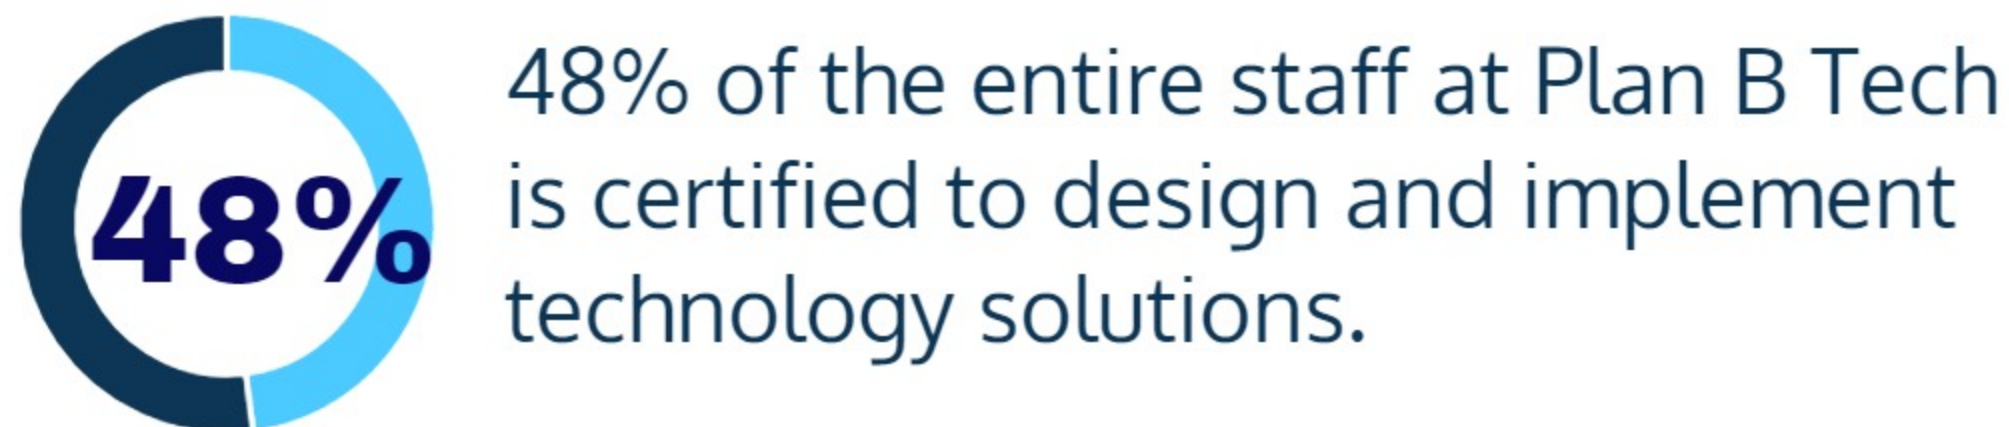 48%
48% of the entire staff at Plan B Tech
is certified to design and implement
technology solutions.